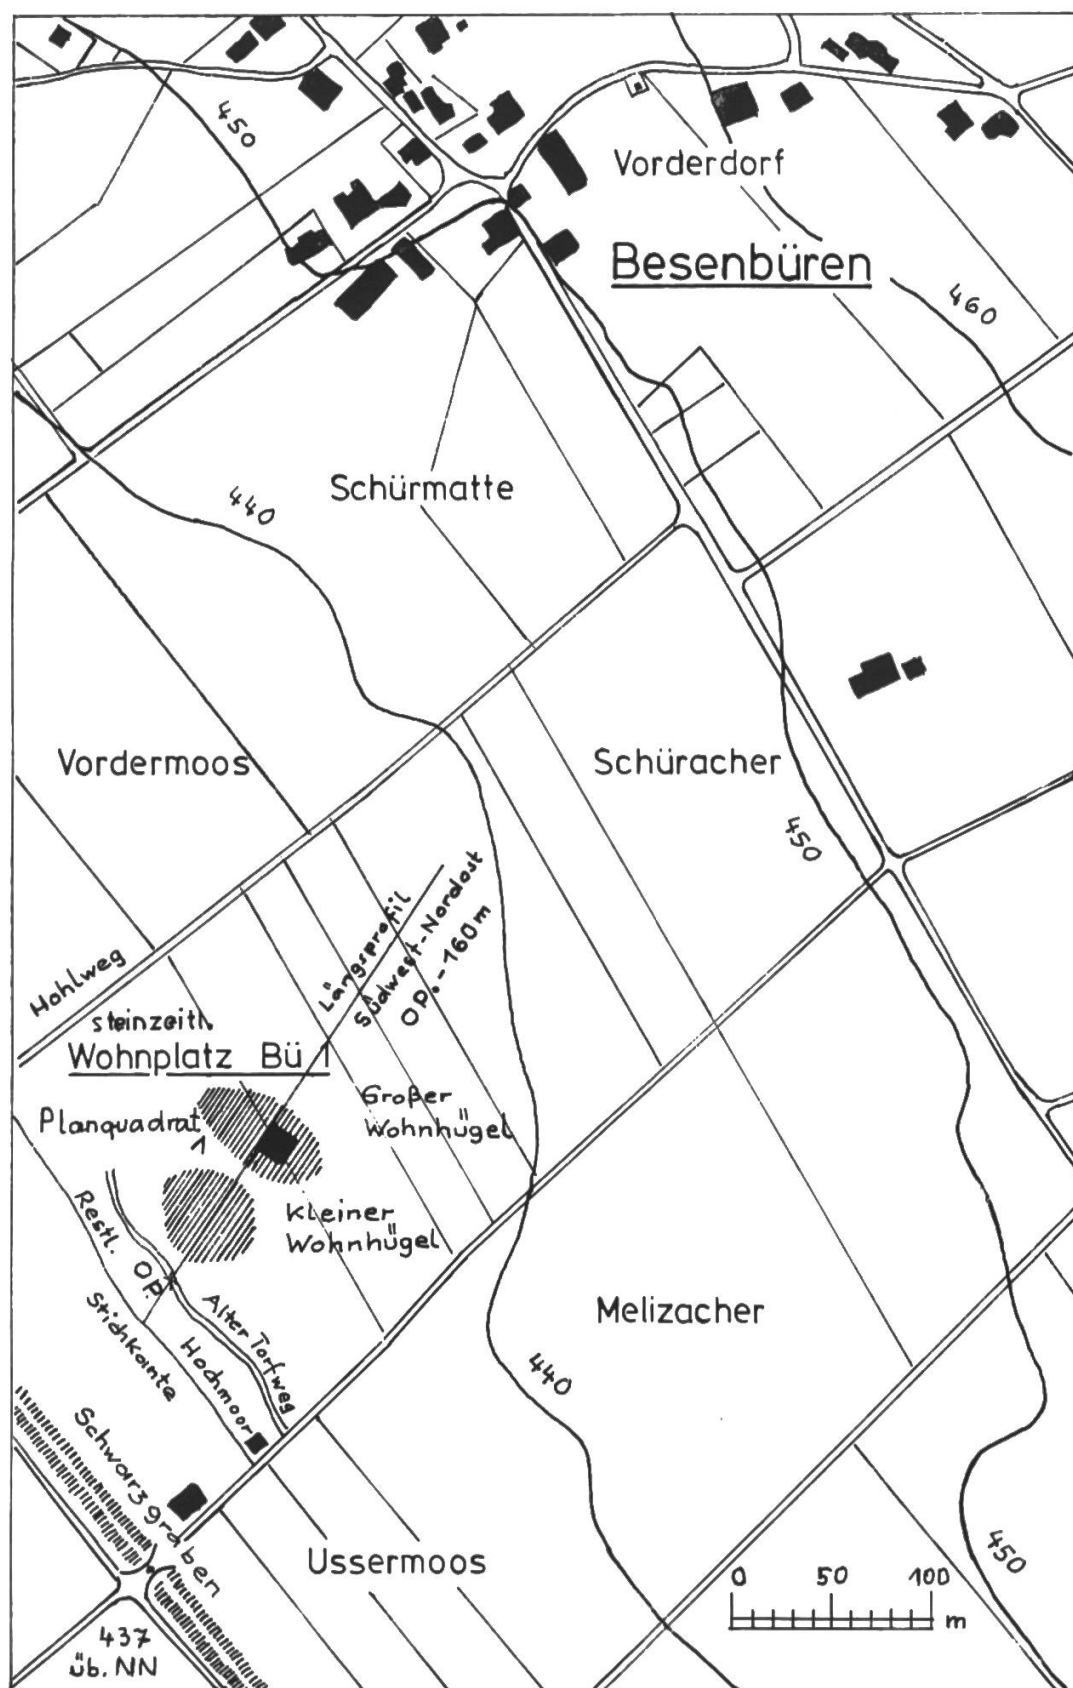 450
Vorderdorf
Besenbüren
460
440
Schürmatte
Vordermoos
Schüracher
450
Längsprofil
Südwest-Nordost
OP. - 160m
Hohlweg
steinzeitl.
Wohnplatz Bü 1
Planquadrat
1
Großer
Wohnhügel
Kleiner
Wohnhügel
Restl.
OP.
Stichkante
Alter Torfweg
Hochmoor
Melizacher
440
Schwarzgraben
Ussermoos
450
0 50 100
m
437
üb. NN